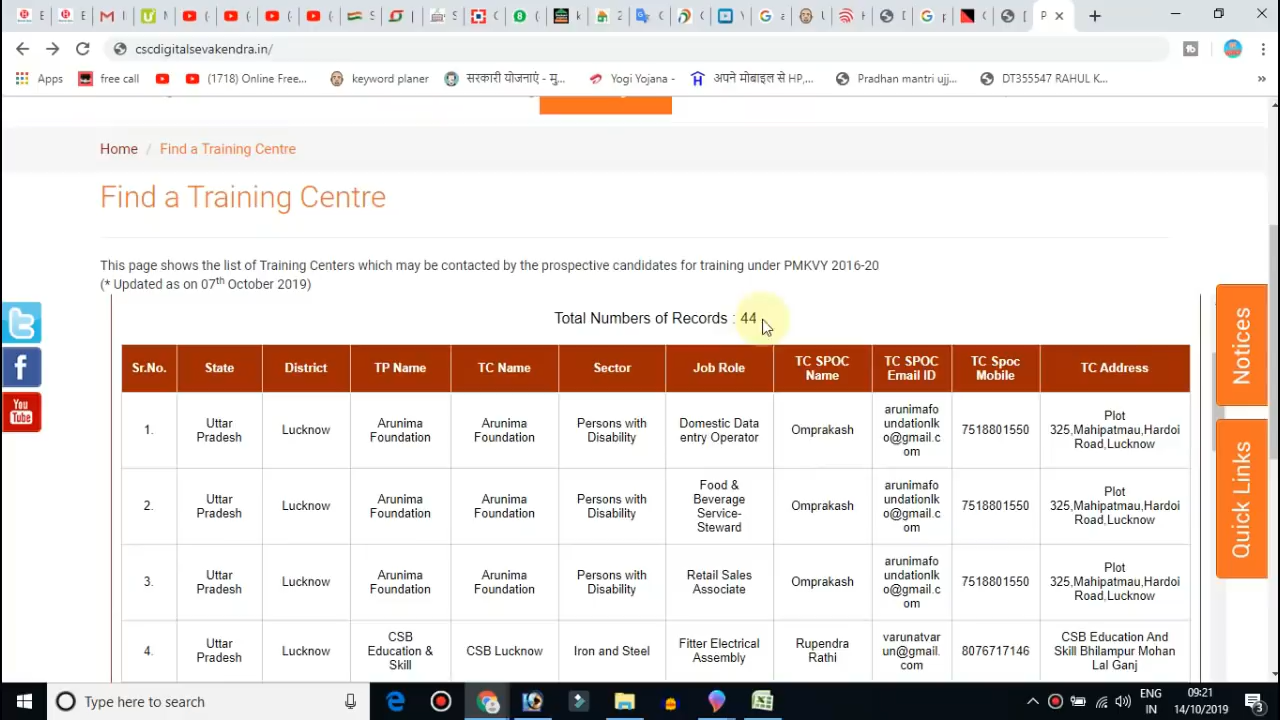 cscdigitalsevakendra.in/
Apps
free call
(1718) Online Free...
keyword planer
सरकारी योजनाएं - मु...
Yogi Yojana -
अपने मोबाइल से HP,...
Pradhan mantri ujj...
DT355547 RAHUL K...
Home / Find a Training Centre
Find a Training Centre
This page shows the list of Training Centers which may be contacted by the prospective candidates for training under PMKVY 2016-20
(* Updated as on 07th October 2019)
Total Numbers of Records : 44
Sr.No. State District TP Name TC Name Sector Job Role TC SPOC Name TC SPOC Email ID TC Spoc Mobile TC Address
1. Uttar Pradesh Lucknow Arunima Foundation Arunima Foundation Persons with Disability Domestic Data entry Operator Omprakash arunimafoundationlko@gmail.com 7518801550 Plot 325,Mahipatmau,Hardoi Road,Lucknow
2. Uttar Pradesh Lucknow Arunima Foundation Arunima Foundation Persons with Disability Food & Beverage Service-Steward Omprakash arunimafoundationlko@gmail.com 7518801550 Plot 325,Mahipatmau,Hardoi Road,Lucknow
3. Uttar Pradesh Lucknow Arunima Foundation Arunima Foundation Persons with Disability Retail Sales Associate Omprakash arunimafoundationlko@gmail.com 7518801550 Plot 325,Mahipatmau,Hardoi Road,Lucknow
4. Uttar Pradesh Lucknow CSB Education & Skill CSB Lucknow Iron and Steel Fitter Electrical Assembly Rupendra Rathi varunatvarun@gmail.com 8076717146 CSB Education And Skill Bhilampur Mohan Lal Ganj
Notices
Quick Links
You Tube
Type here to search
ENG
IN
09:21
14/10/2019
3